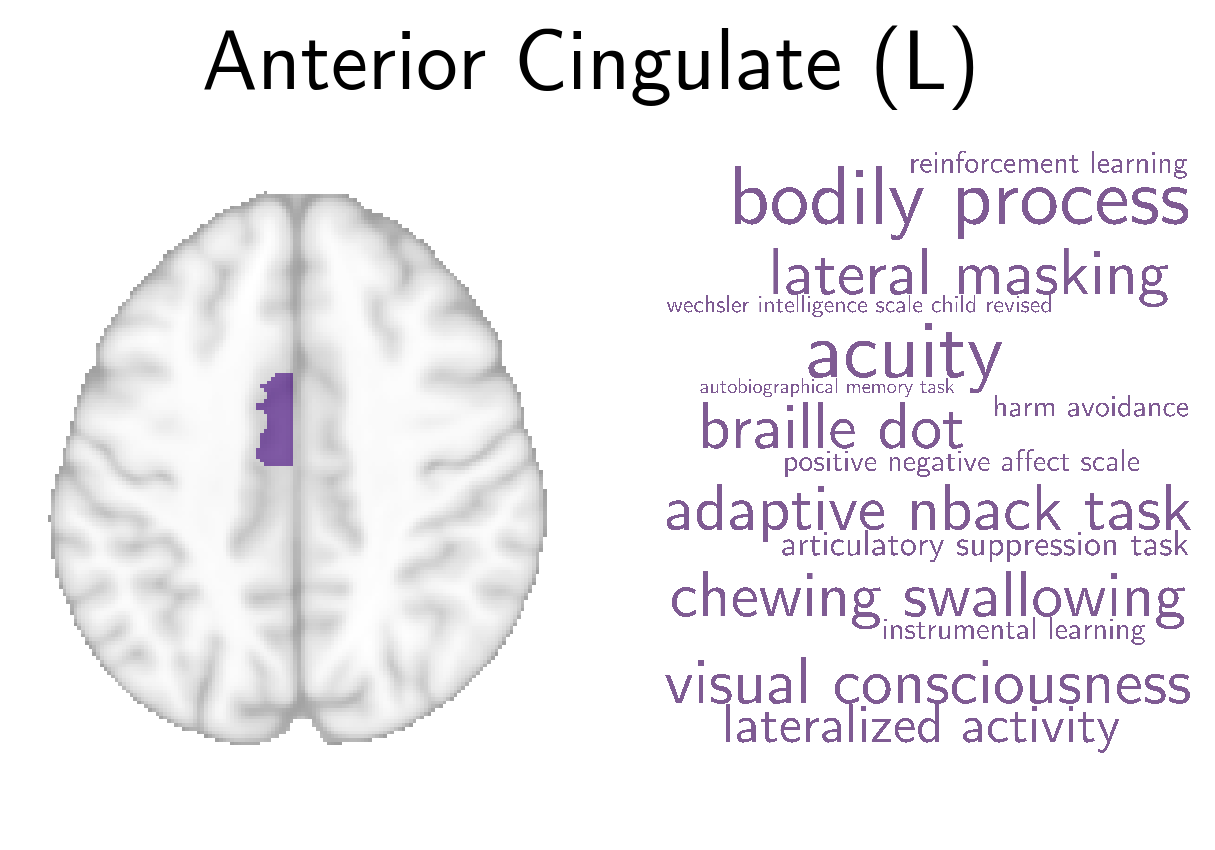 Anterior Cingulate (L)
reinforcement learning
bodily process
lateral masking
wechsler intelligence scale child revised
acuity
autobiographical memory task
harm avoidance
braille dot
positive negative affect scale
adaptive nback task
articulatory suppression task
chewing swallowing
instrumental learning
visual consciousness
lateralized activity